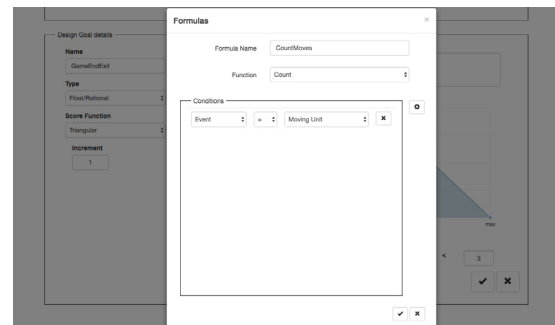 Formulas
×
Formula Name
CountMoves
Function
Count
Conditions
Event = Moving Unit
Design Goal details
Name
GameEndExit
Type
Float/Rational
Score Function
Triangular
Increment
1
max
< 3